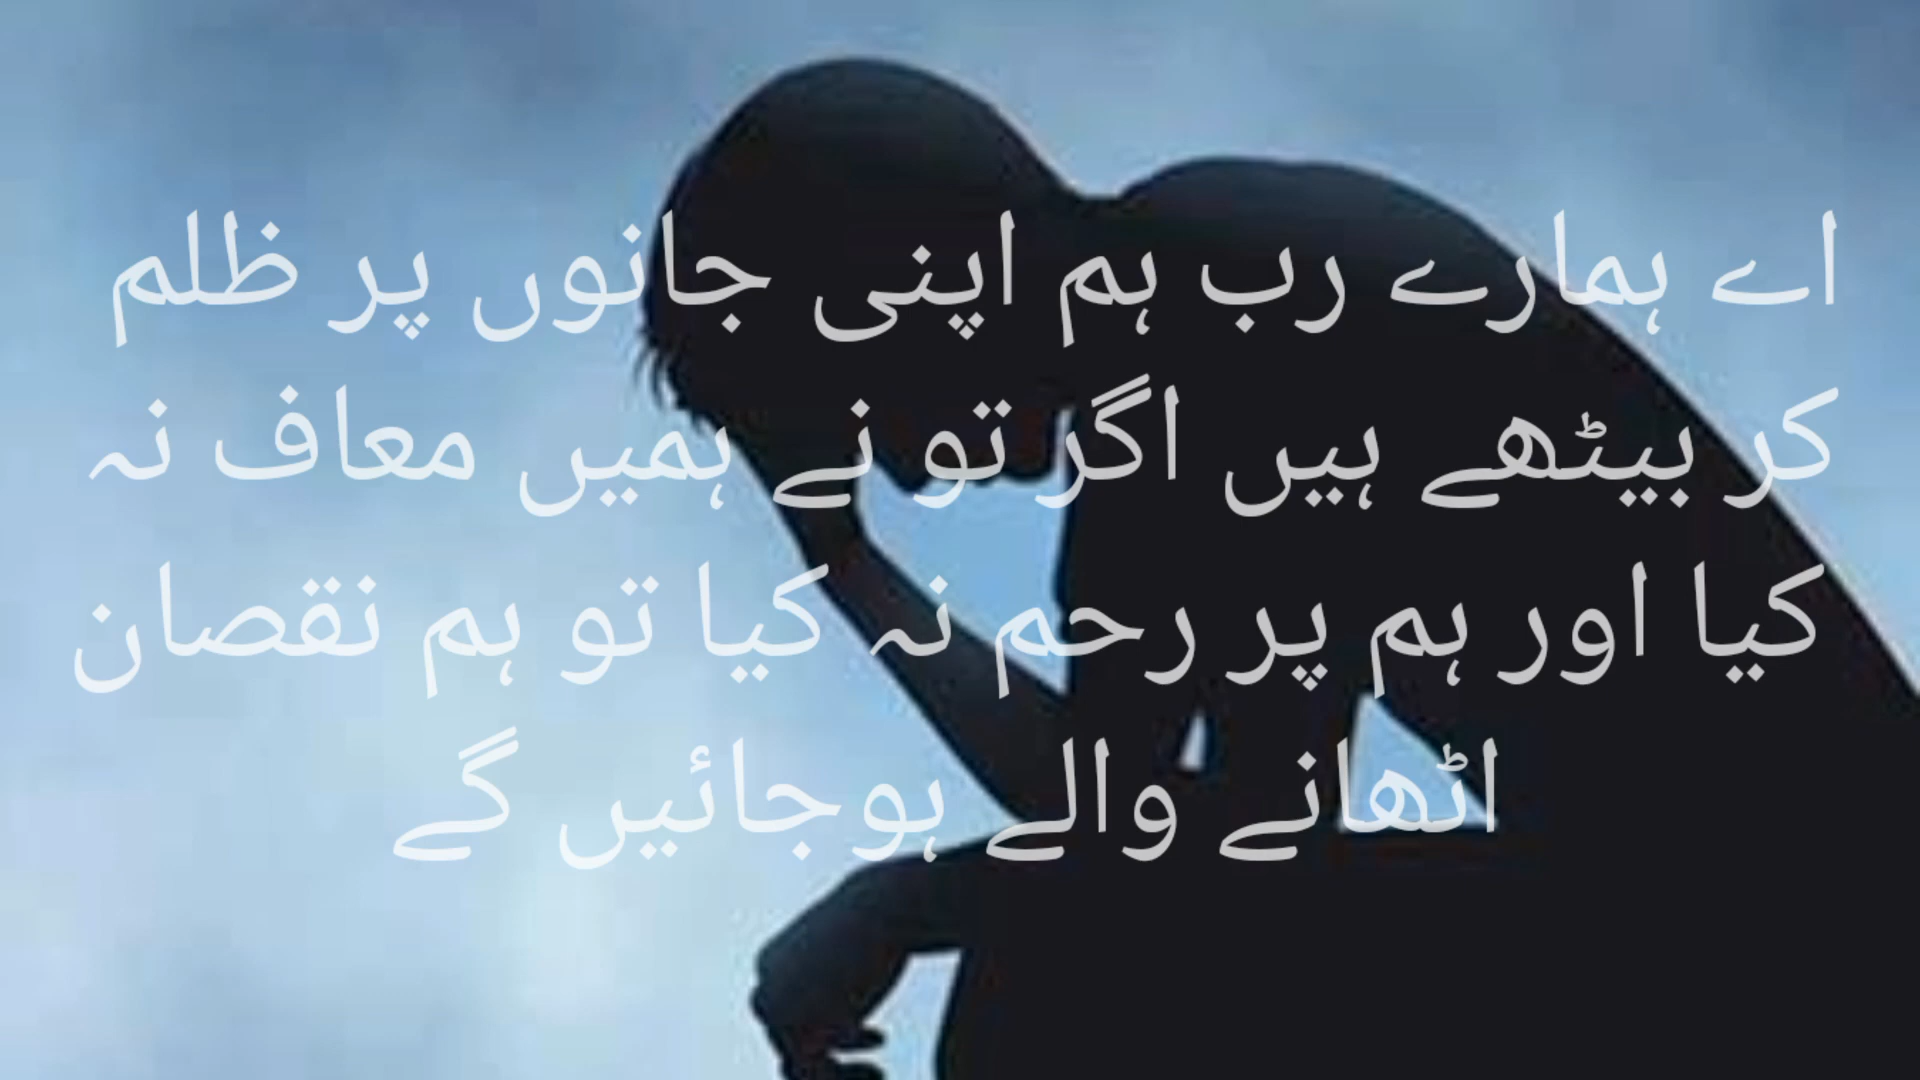 اے ہمارے رب ہم اپنی جانوں پر ظلم
کر بیٹھے ہیں اگر تو نے ہمیں معاف نہ
کیا اور ہم پر رحم نہ کیا تو ہم نقصان
اٹھانے والے ہوجائیں گے